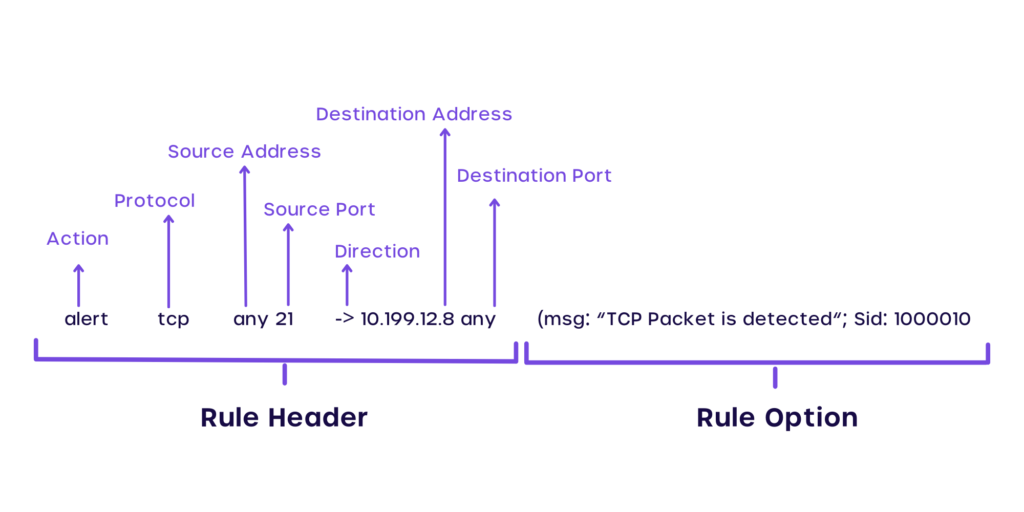 Destination Address
Source Address
Destination Port
Protocol
Source Port
Action
Direction
alert tcp any 21 -> 10.199.12.8 any (msg: “TCP Packet is detected“; Sid: 1000010
Rule Header Rule Option